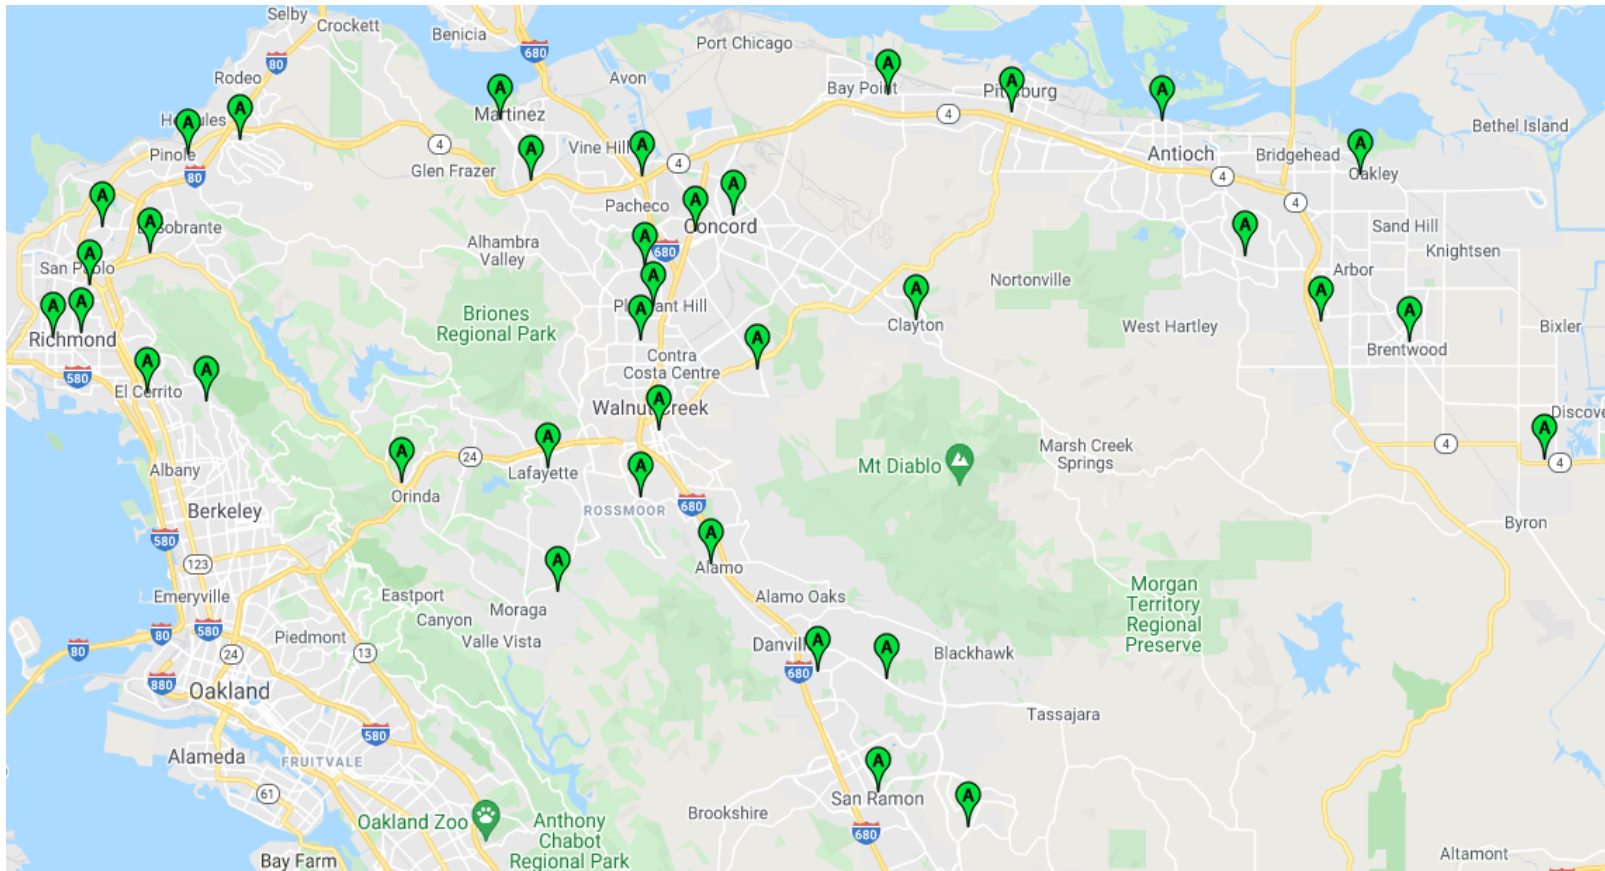 Selby
Crockett
Benicia
680
Port Chicago
80
Rodeo
Avon
A
Bay Point
A
Pittsburg
A
A
Martinez
A
A
Hercules
4
Bethel Island
4
Vine Hill
A
Antioch
Bridgehead
A
Pinole
A
4
Glen Frazer
80
4
Oakley
A
A
Pacheco
A
4
Concord
A
El Sobrante
A
Sand Hill
Alhambra
Valley
A
680
Knightsen
A
San Pablo
A
Nortonville
Arbor
A
A
Pleasant Hill
A
A
Clayton
A
A
Briones
Regional Park
A
West Hartley
Bixler
Richmond
A
Brentwood
Contra
Costa Centre
580
A
El Cerrito
A
Walnut Creek
A
Discove
A
Marsh Creek
Springs
4
4
Albany
A
Orinda
24
A
Lafayette
A
Mt Diablo
Berkeley
ROSSMOOR
680
Byron
580
A
Alamo
123
A
Moraga
Emeryville
Eastport
Canyon
Alamo Oaks
Morgan
Territory
Regional
Preserve
80
80
580
Piedmont
Valle Vista
24
13
Danville
A
A
Blackhawk
680
880
Oakland
Tassajara
580
Alameda
FRUITVALE
A
San Ramon
A
61
Brookshire
Oakland Zoo
Anthony
Chabot
Regional Park
680
Bay Farm
Altamont